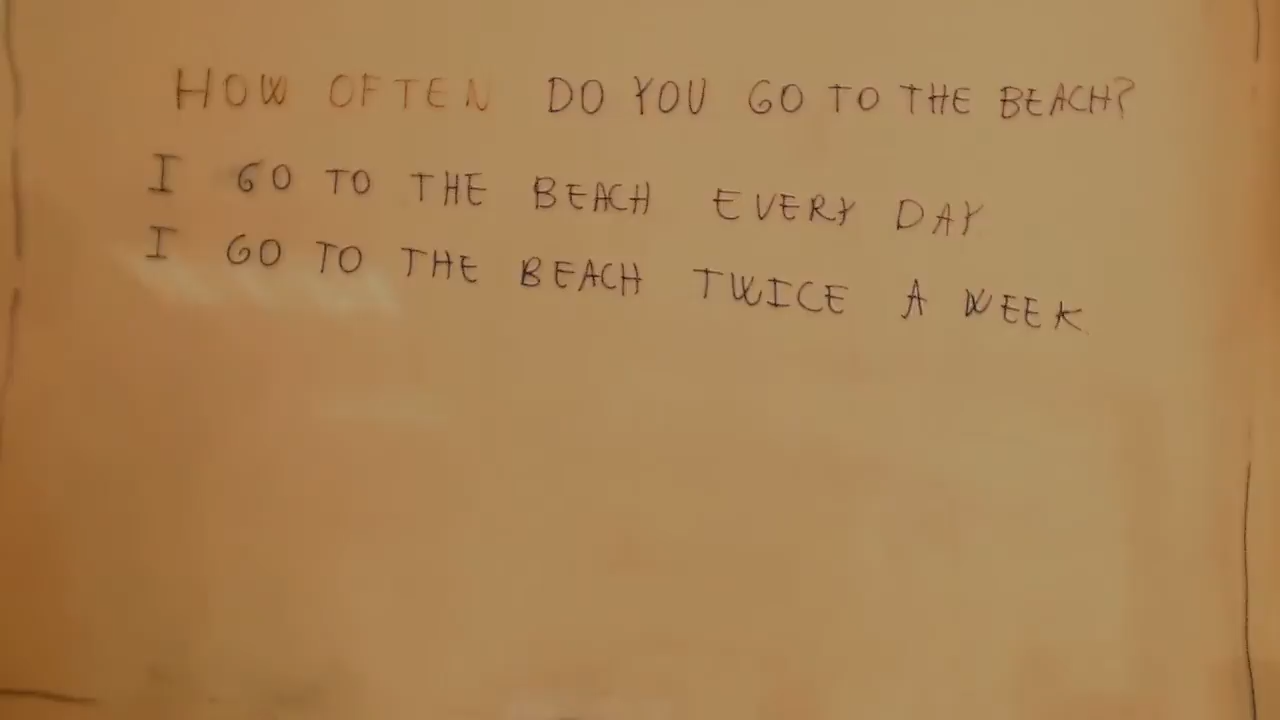 HOW OFTEN DO YOU GO TO THE BEACH?
I GO TO THE BEACH EVERY DAY
I GO TO THE BEACH TWICE A WEEK